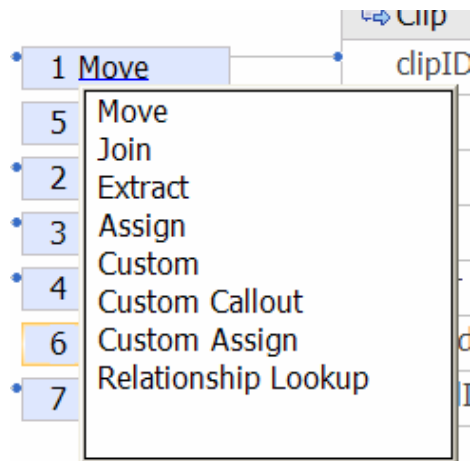 Clip
1 Move
clipID
Move
5
Join
2
Extract
3
Assign
Custom
4
Custom Callout
6
Custom Assign
7
Relationship Lookup